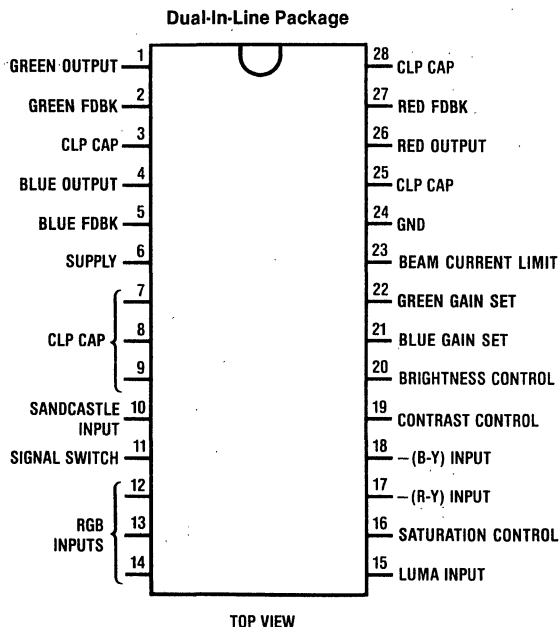 Dual-In-Line Package
1
GREEN OUTPUT
2
GREEN FDBK
3
CLP CAP
4
BLUE OUTPUT
5
BLUE FDBK
6
SUPPLY
7
8
9
CLP CAP
10
SANDCASTLE
INPUT
11
SIGNAL SWITCH
12
13
14
RGB
INPUTS
28
CLP CAP
27
RED FDBK
26
RED OUTPUT
25
CLP CAP
24
GND
23
BEAM CURRENT LIMIT
22
GREEN GAIN SET
21
BLUE GAIN SET
20
BRIGHTNESS CONTROL
19
CONTRAST CONTROL
18
–(B-Y) INPUT
17
–(R-Y) INPUT
16
SATURATION CONTROL
15
LUMA INPUT
TOP VIEW